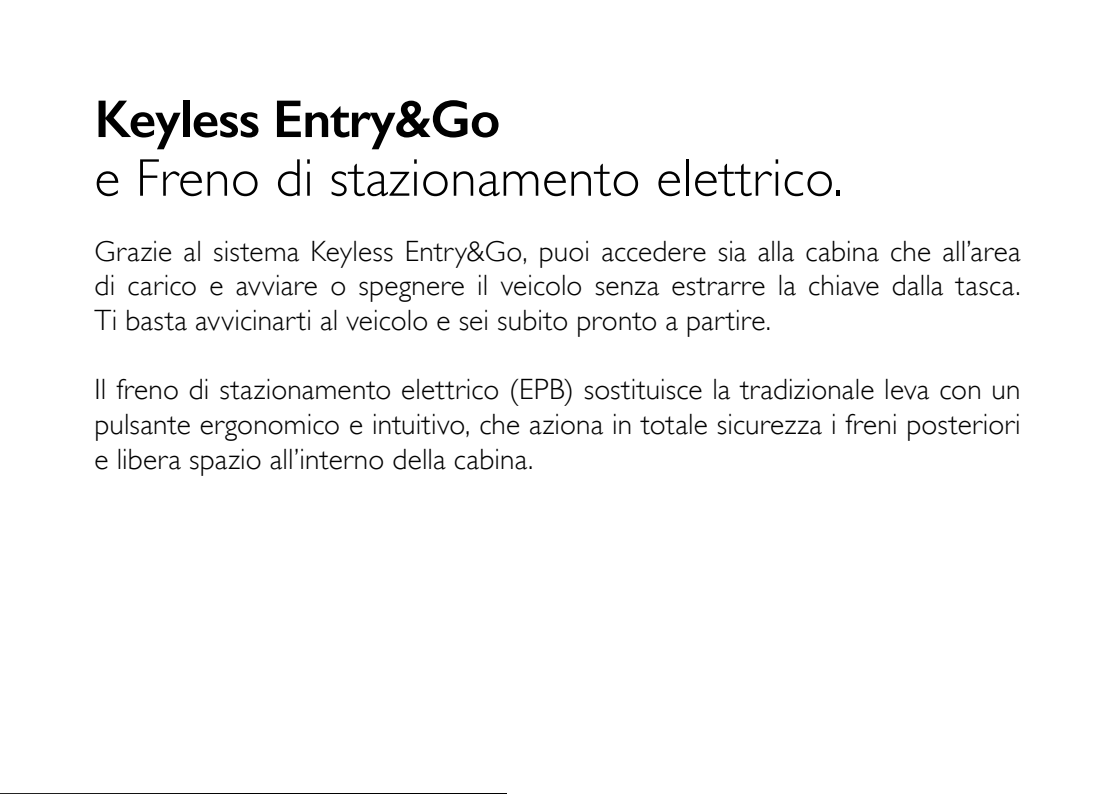 Keyless Entry&Go
e Freno di stazionamento elettrico.
Grazie al sistema Keyless Entry&Go, puoi accedere sia alla cabina che all’area
di carico e avviare o spegnere il veicolo senza estrarre la chiave dalla tasca.
Ti basta avvicinarti al veicolo e sei subito pronto a partire.
Il freno di stazionamento elettrico (EPB) sostituisce la tradizionale leva con un
pulsante ergonomico e intuitivo, che aziona in totale sicurezza i freni posteriori
e libera spazio all’interno della cabina.